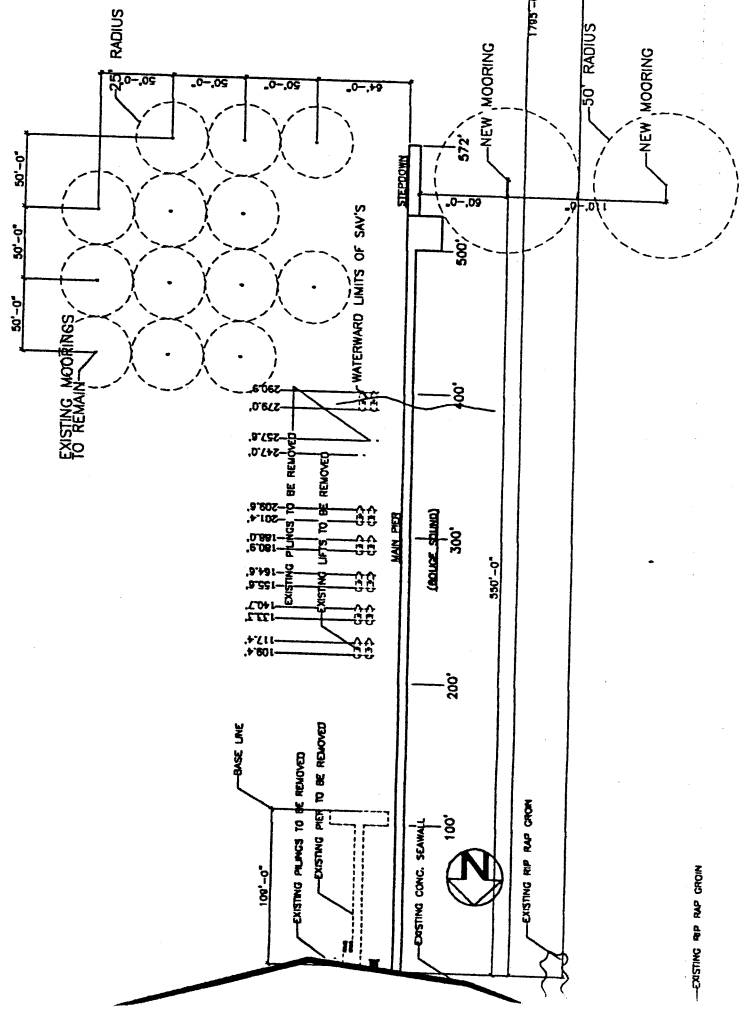 25' RADIUS
50'-0"
50'-0"
50'-0"
64'-0"
50'-0"
50'-0"
50'-0"
EXISTING MOORINGS
TO REMAIN
1795'-
50' RADIUS
NEW MOORING
NEW MOORING
572'
STEPDOWN
60'-0"
110'-0"
500'
WATERWARD LIMITS OF SAV'S
400'
290.9'
279.0'
257.6'
247.0'
209.6'
201.4'
188.0'
180.9'
164.6'
155.6'
140.7'
133.1'
117.4'
109.4'
EXISTING PILINGS TO BE REMOVED
EXISTING LIFTS TO BE REMOVED
MAIN PIER
300'
(BOUGE SOUND)
550'-0"
200'
BASE LINE
109'-0"
EXISTING PILINGS TO BE REMOVED
EXISTING PIER TO BE REMOVED
100'
EXISTING CONC. SEAWALL
N
EXISTING RIP RAP GROIN
EXISTING RIP RAP GROIN